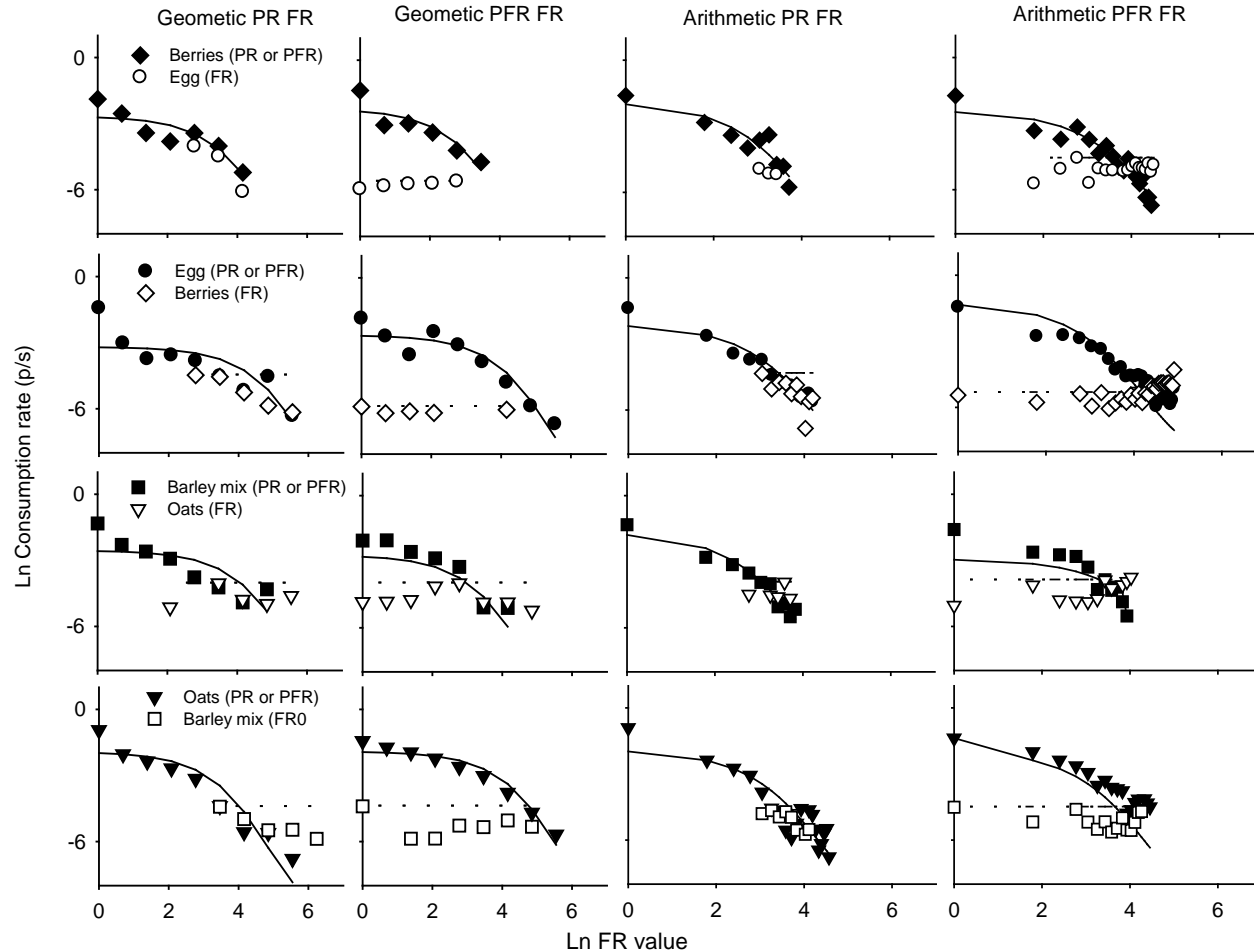 Geometic PR FR
Geometic PFR FR
Arithmetic PR FR
Arithmetic PFR FR
0
Berries (PR or PFR)
Egg (FR)
-6
0
Egg (PR or PFR)
Berries (FR)
-6
0
Barley mix (PR or PFR)
Oats (FR)
-6
0
Oats (PR or PFR)
Barley mix (FR0
-6
Ln Consumption rate (p/s)
0 2 4 6 0 2 4 6 0 2 4 6 0 2 4 6
Ln FR value